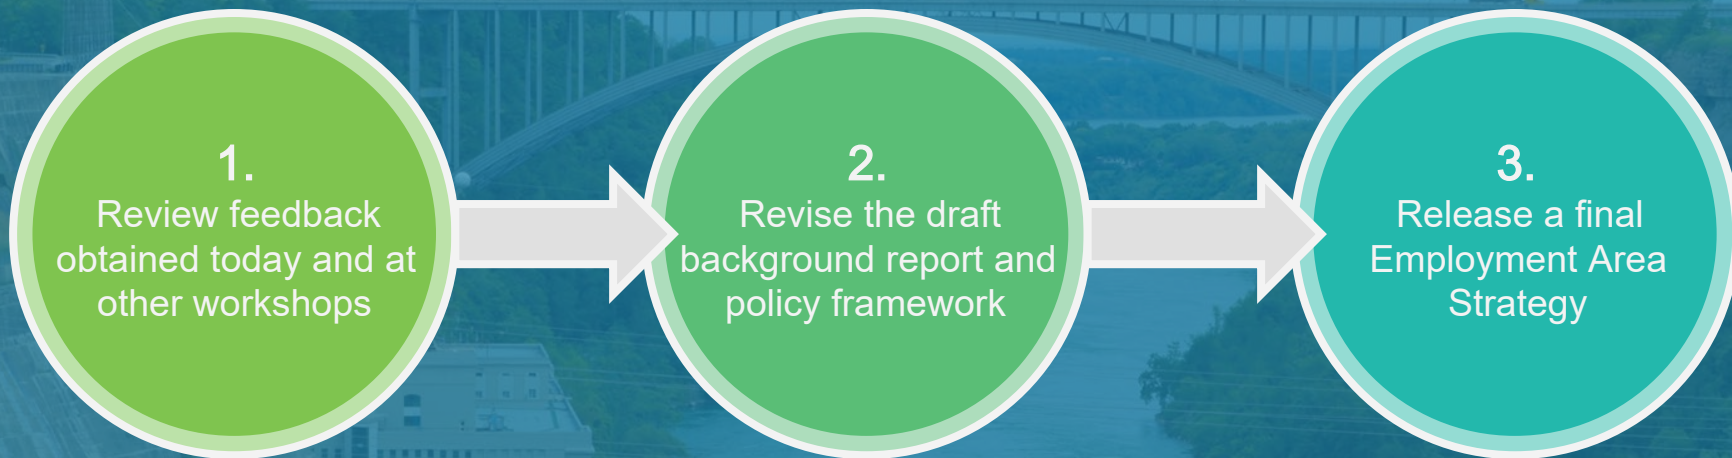 1.
Review feedback
obtained today and at
other workshops
2.
Revise the draft
background report and
policy framework
3.
Release a final
Employment Area
Strategy